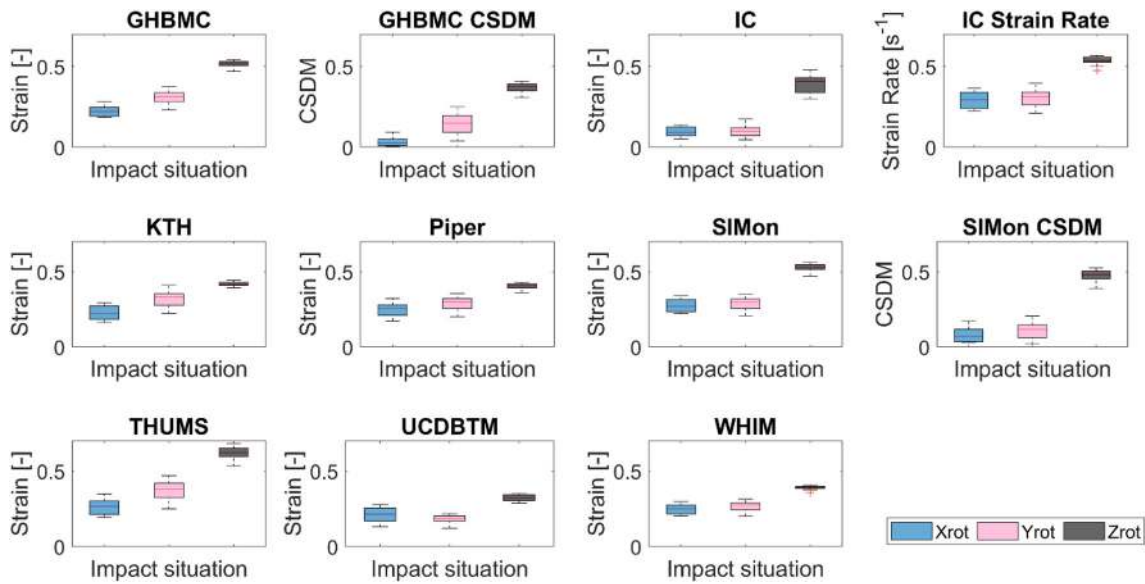 GHBMC
GHBMC CSDM
IC
IC Strain Rate
Strain [-]
0.5
0
Impact situation
CSDM
0.5
0
Impact situation
Strain [-]
0.5
0
Impact situation
Strain Rate [s⁻¹]
0.5
0
Impact situation
KTH
Piper
SIMon
SIMon CSDM
Strain [-]
0.5
0
Impact situation
Strain [-]
0.5
0
Impact situation
Strain [-]
0.5
0
Impact situation
CSDM
0.5
0
Impact situation
THUMS
UCDBTM
WHIM
Strain [-]
0.5
0
Impact situation
Strain [-]
0.5
0
Impact situation
Strain [-]
0.5
0
Impact situation
Xrot Yrot Zrot